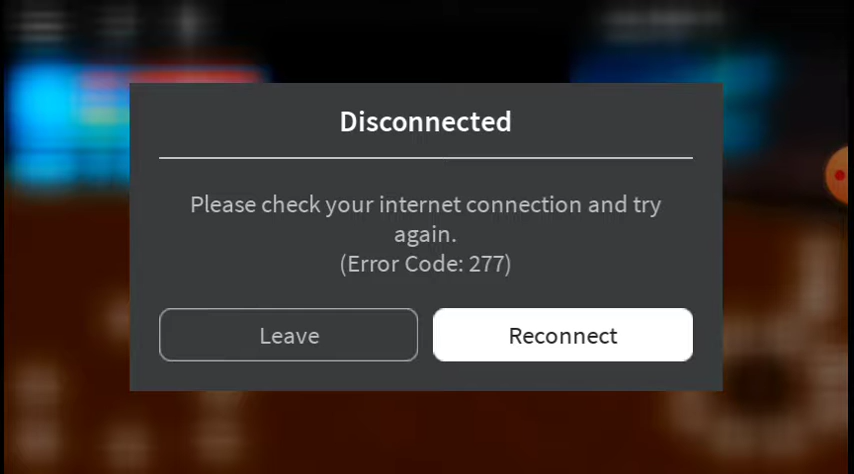 Disconnected
Please check your internet connection and try
again.
(Error Code: 277)
Leave
Reconnect